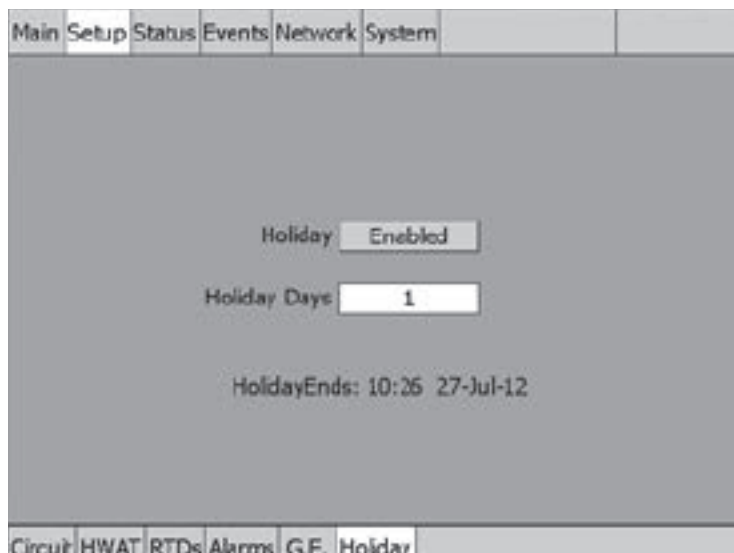 Main Setup Status Events Network System
Holiday Enabled
Holiday Days 1
HolidayEnds: 10:26 27-Jul-12
Circuit HWAT RTDs Alarms G.F. Holiday